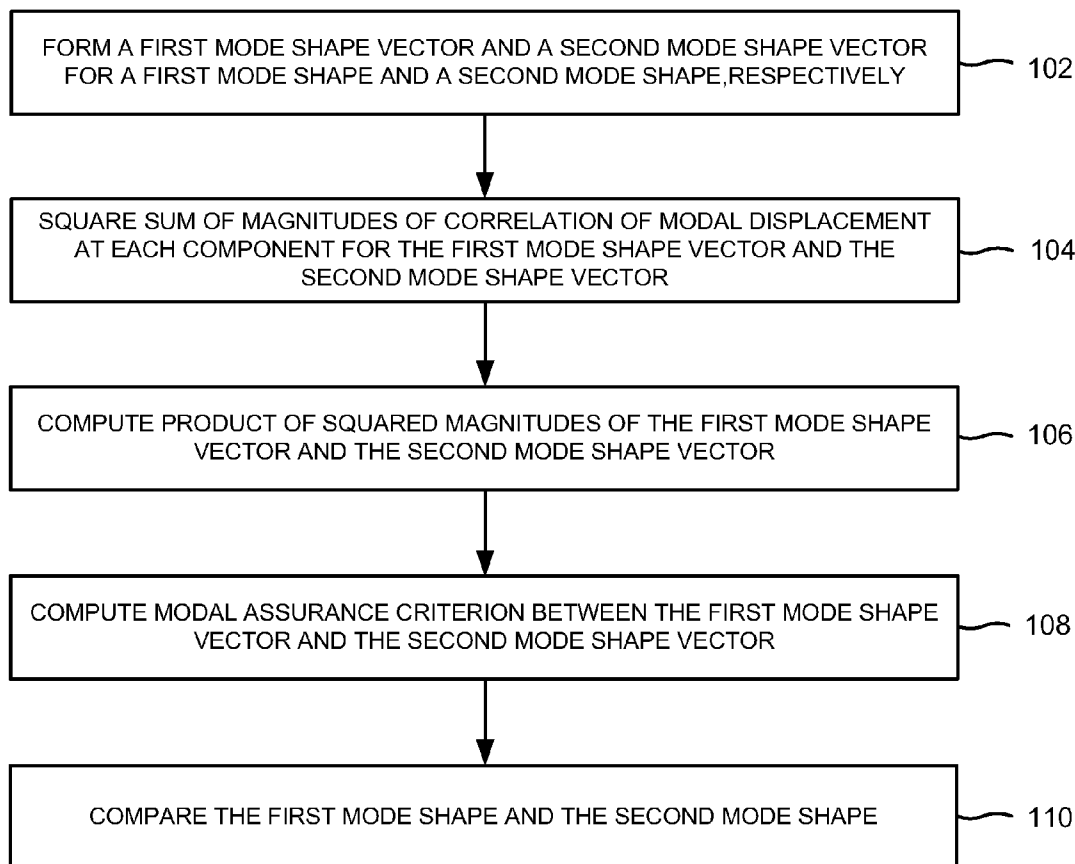 FORM A FIRST MODE SHAPE VECTOR AND A SECOND MODE SHAPE VECTOR
FOR A FIRST MODE SHAPE AND A SECOND MODE SHAPE,RESPECTIVELY
102
SQUARE SUM OF MAGNITUDES OF CORRELATION OF MODAL DISPLACEMENT
AT EACH COMPONENT FOR THE FIRST MODE SHAPE VECTOR AND THE
SECOND MODE SHAPE VECTOR
104
COMPUTE PRODUCT OF SQUARED MAGNITUDES OF THE FIRST MODE SHAPE
VECTOR AND THE SECOND MODE SHAPE VECTOR
106
COMPUTE MODAL ASSURANCE CRITERION BETWEEN THE FIRST MODE SHAPE
VECTOR AND THE SECOND MODE SHAPE VECTOR
108
COMPARE THE FIRST MODE SHAPE AND THE SECOND MODE SHAPE
110